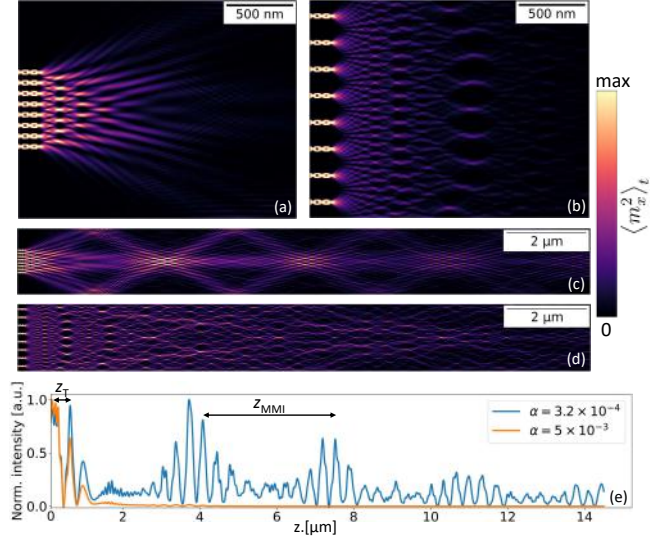 500 nm
500 nm
(a)
(b)
max
⟨m_x^2⟩_t
0
2 μm
(c)
2 μm
(d)
z_T
z_MMI
α = 3.2 × 10^{-4}
α = 5 × 10^{-3}
Norm. intensity [a.u.]
1.0
0.5
0.0
(e)
0 2 4 6 8 10 12 14
z.[μm]